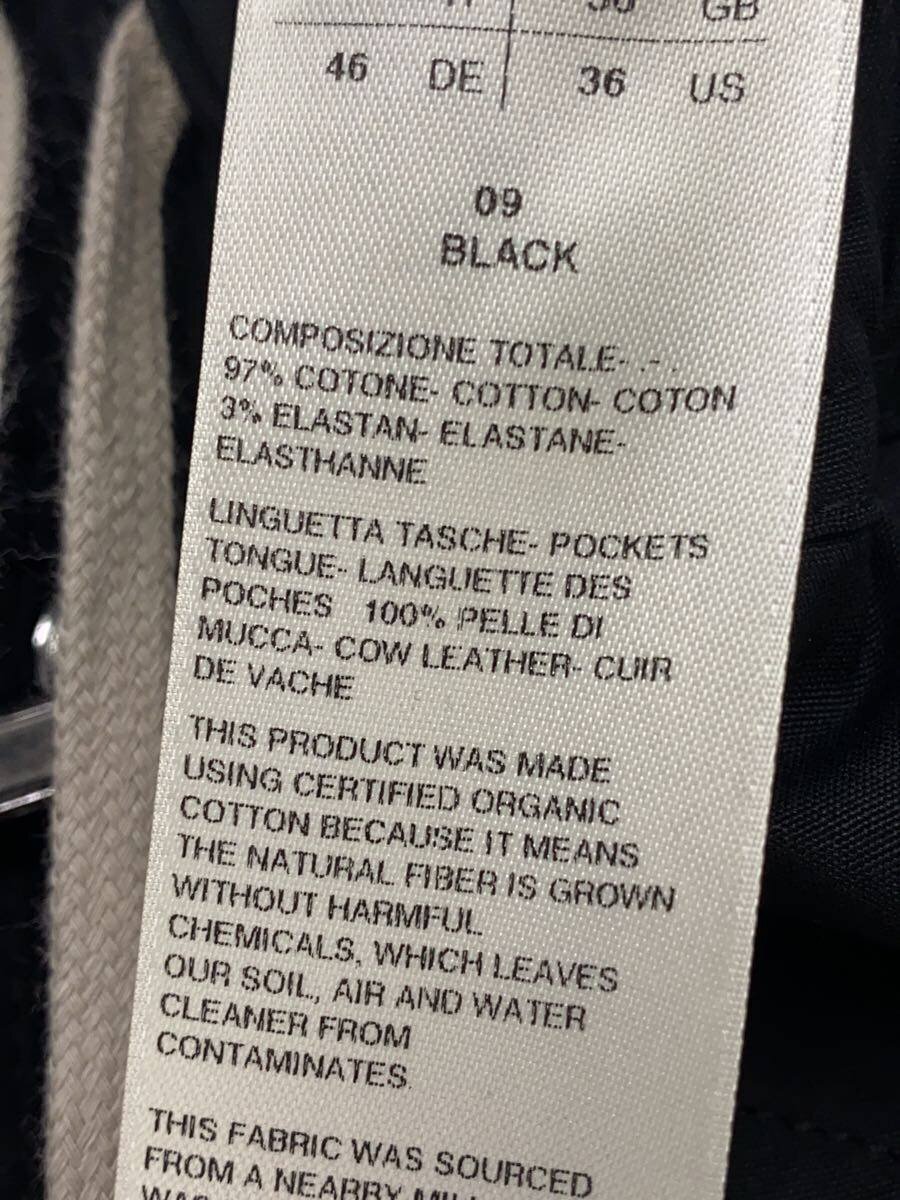 GB
46 DE 36 US
09
BLACK
COMPOSIZIONE TOTALE- .- .
97% COTONE- COTTON- COTON
3% ELASTAN- ELASTANE-
ELASTHANNE
LINGUETTA TASCHE- POCKETS
TONGUE- LANGUETTE DES
POCHES 100% PELLE DI
MUCCA- COW LEATHER- CUIR
DE VACHE
THIS PRODUCT WAS MADE
USING CERTIFIED ORGANIC
COTTON BECAUSE IT MEANS
THE NATURAL FIBER IS GROWN
WITHOUT HARMFUL
CHEMICALS, WHICH LEAVES
OUR SOIL, AIR AND WATER
CLEANER FROM
CONTAMINATES.
THIS FABRIC WAS SOURCED
FROM A NEARBY MILL
WAS